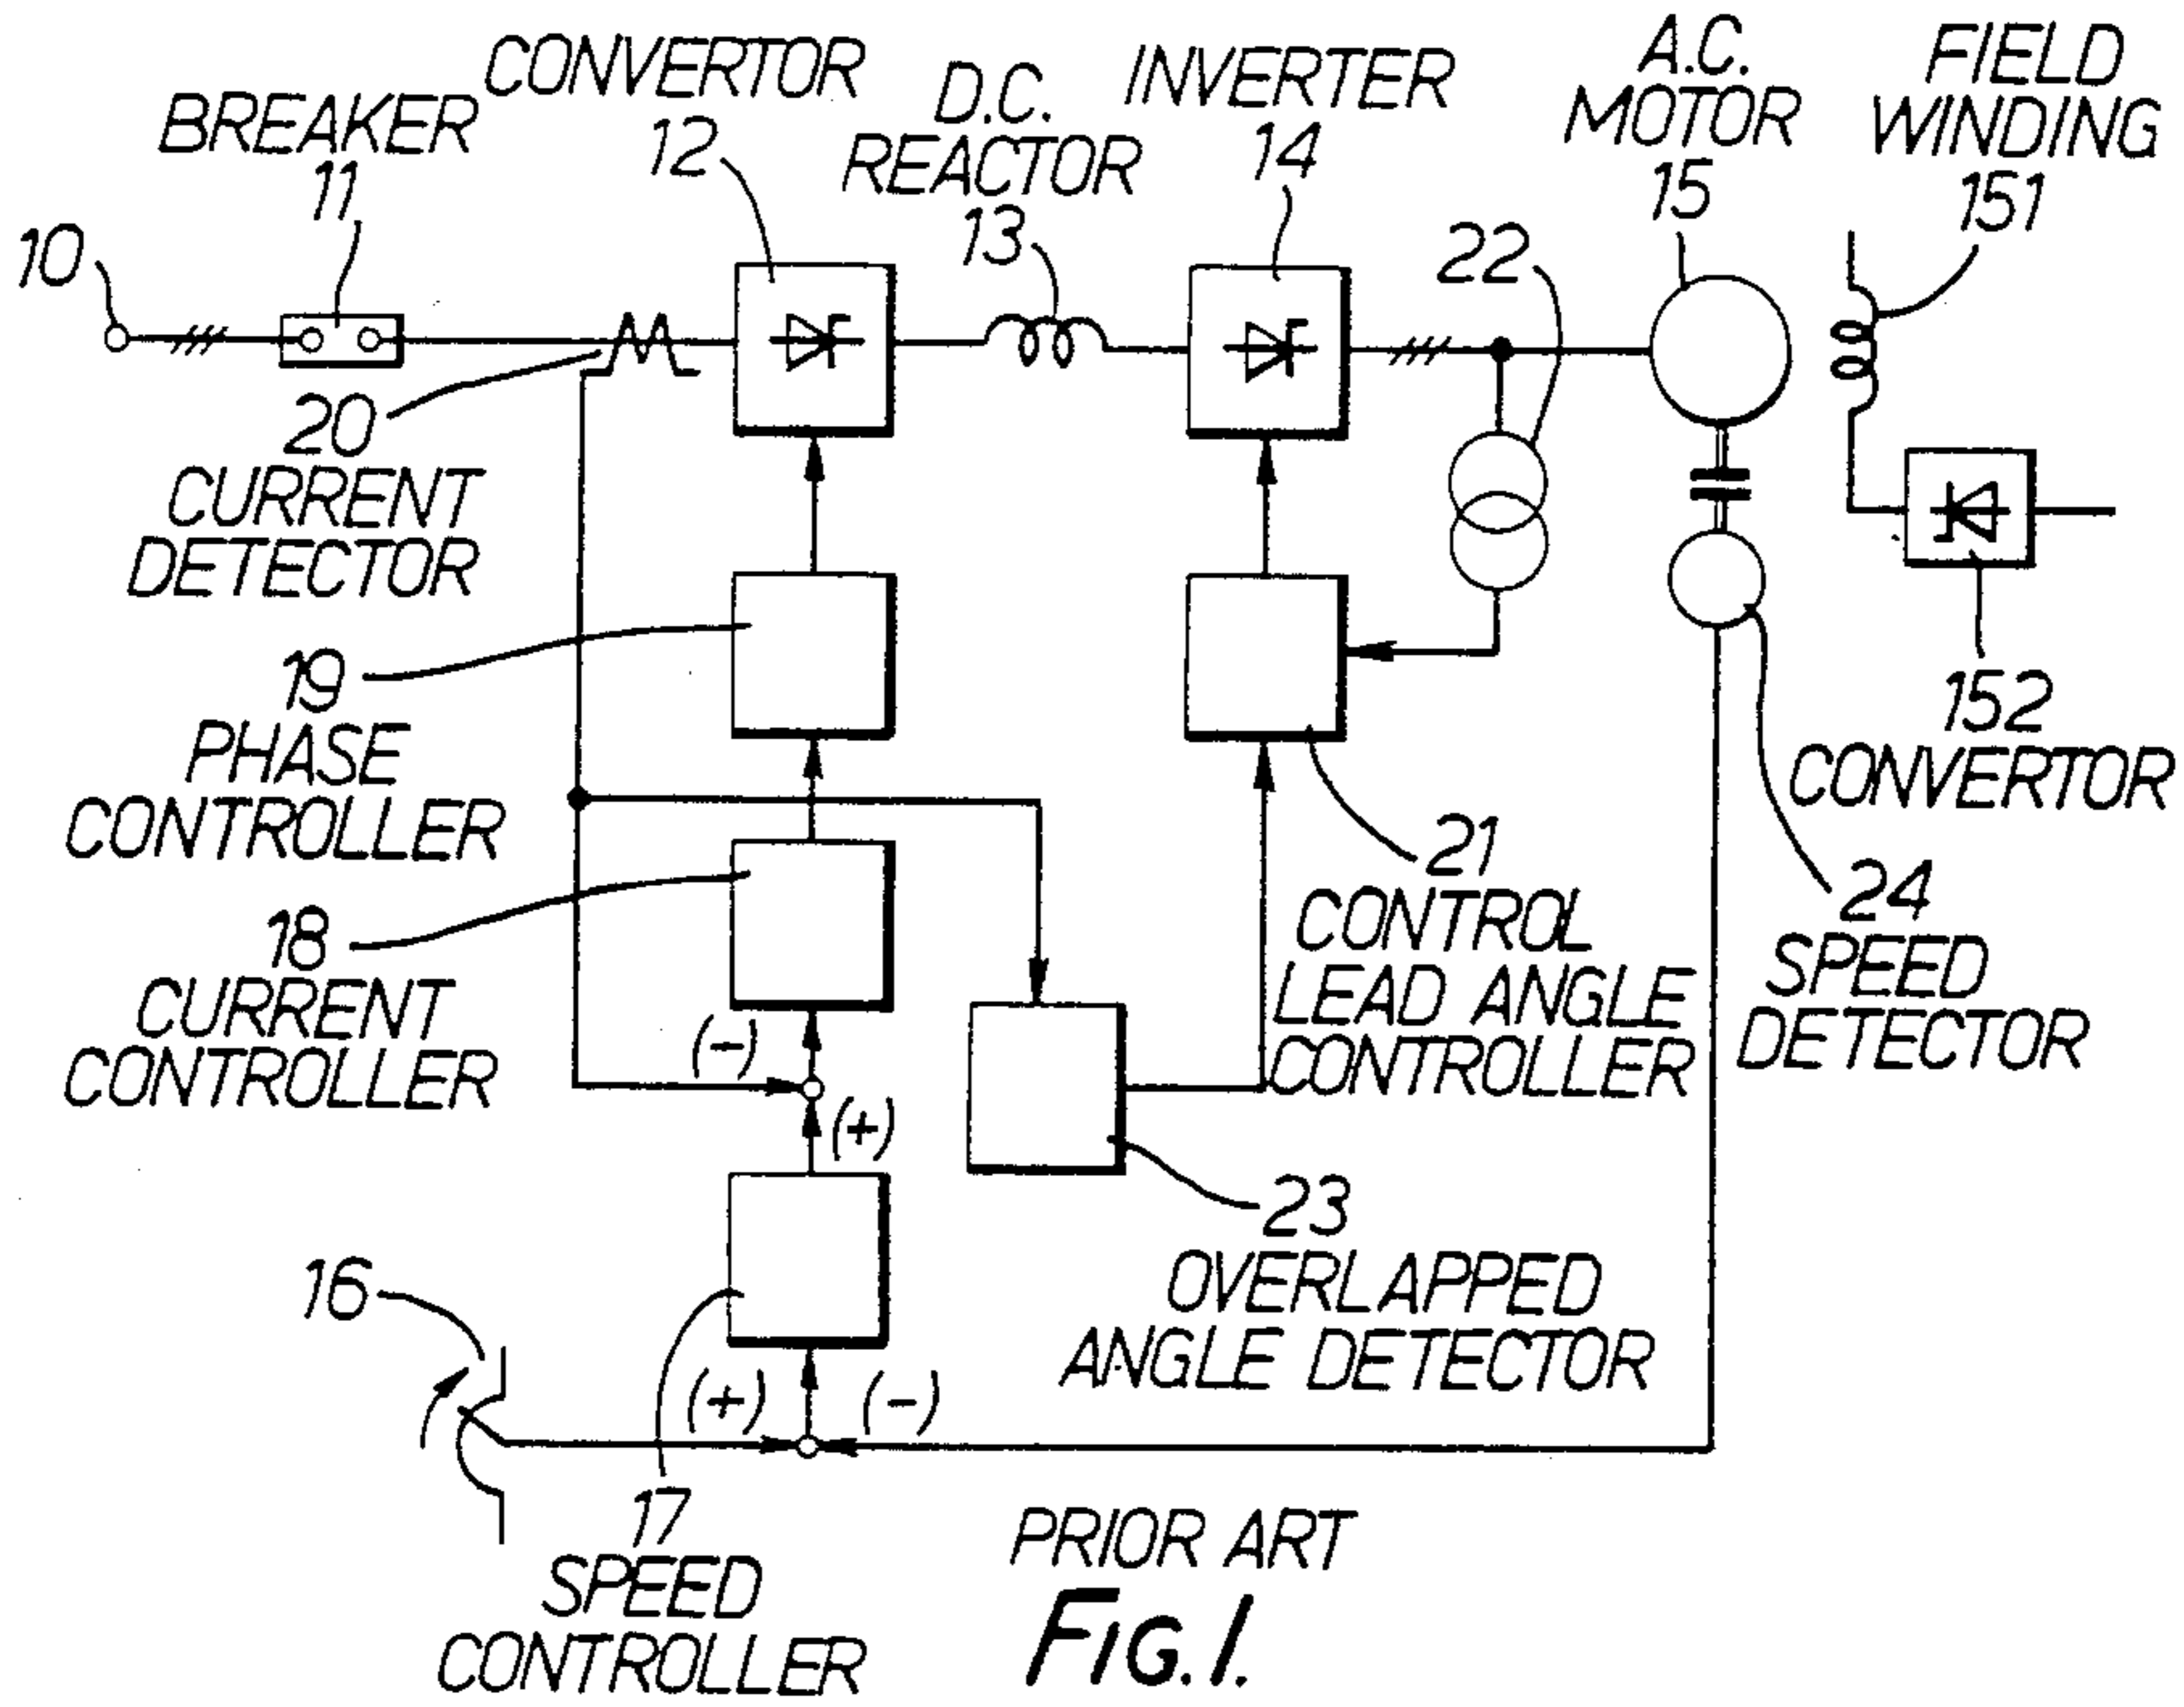 CONVERTOR
12
BREAKER
11
D.C.
REACTOR
13
INVERTER
14
A.C.
MOTOR
15
FIELD
WINDING
151
10
22
20
CURRENT
DETECTOR
19
PHASE
CONTROLLER
152
CONVERTOR
21
CONTROL
LEAD ANGLE
CONTROLLER
24
SPEED
DETECTOR
18
CURRENT
CONTROLLER
(-)
(+)
23
OVERLAPPED
ANGLE DETECTOR
16
(+)
(-)
17
SPEED
CONTROLLER
PRIOR ART
FIG. 1.